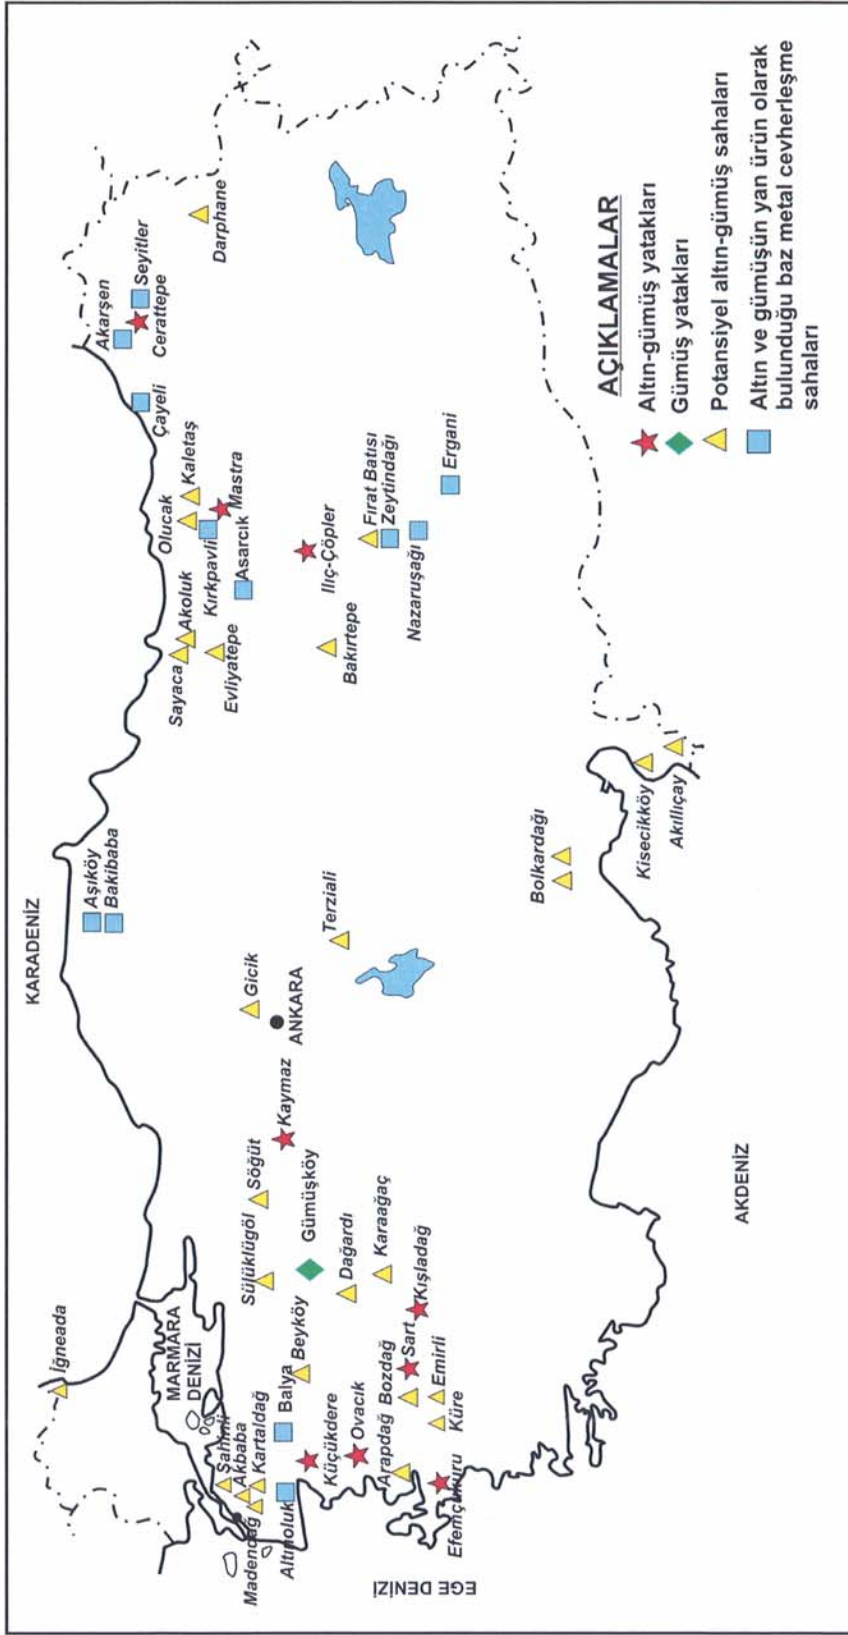 KARADENİZ
İğneada
MARMARA
DENİZİ
Şahinli
Akbaba
Kartaldağ
Madendağ
Altınoluk
Balya
Beyköy
Küçükdere
Ovacık
Sülüklügöl
Söğüt
Gümüşköy
Kaymaz
Dağardı
Karaağaç
Kışladağ
Sart
Bozdağ
Arapdağ
Emirli
Küre
Efemçukuru
EGE DENİZİ
Gicik
ANKARA
Terziali
Aşıköy
Bakibaba
Bolkardağı
Kisecikköy
Akıllıçay
AKDENİZ
Sayaca
Akoluk
Evliyatepe
Olucak
Kaletaş
Kırkpavli
Mastra
Asarcık
Bakırtepe
Ilıç-Çöpler
Fırat Batısı
Zeytindağı
Nazaruşağı
Ergani
Çayeli
Akarşen
Seyitler
Cerattepe
Darphane
AÇIKLAMALAR
Altın-gümüş yatakları
Gümüş yatakları
Potansiyel altın-gümüş sahaları
Altın ve gümüşün yan ürün olarak
bulunduğu baz metal cevherleşme
sahaları